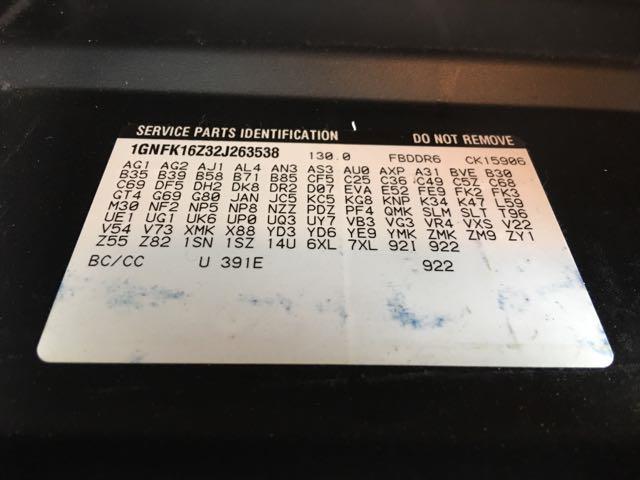 SERVICE PARTS IDENTIFICATION DO NOT REMOVE
1GNFK16Z32J263538 130.0 FBDDR6 CK15906
AG1 AG2 AJ1 AL4 AN3 AS3 AU0 AXP A31 BVE B30
B35 B39 B58 B71 B85 CF5 C25 C36 C49 C5Z C68
C69 DF5 DH2 DK8 DR2 D07 EVA E52 FE9 FK2 FK3
GT4 G69 G80 JAN JC5 KC5 KG8 KNP K34 K47 L59
M30 NF2 NP5 NP8 NZZ PDZ PF4 QMK SLM SLT T96
UE1 UG1 UK6 UP0 UQ3 UQ7 VB3 VG3 VR4 VXS V22
V54 V73 XMK X88 YD3 YD6 YE9 YMK ZMK ZM9 ZY1
Z55 Z82 1SN 1SZ 14U 6XL 7XL 92I 922
BC/CC U 391E 922